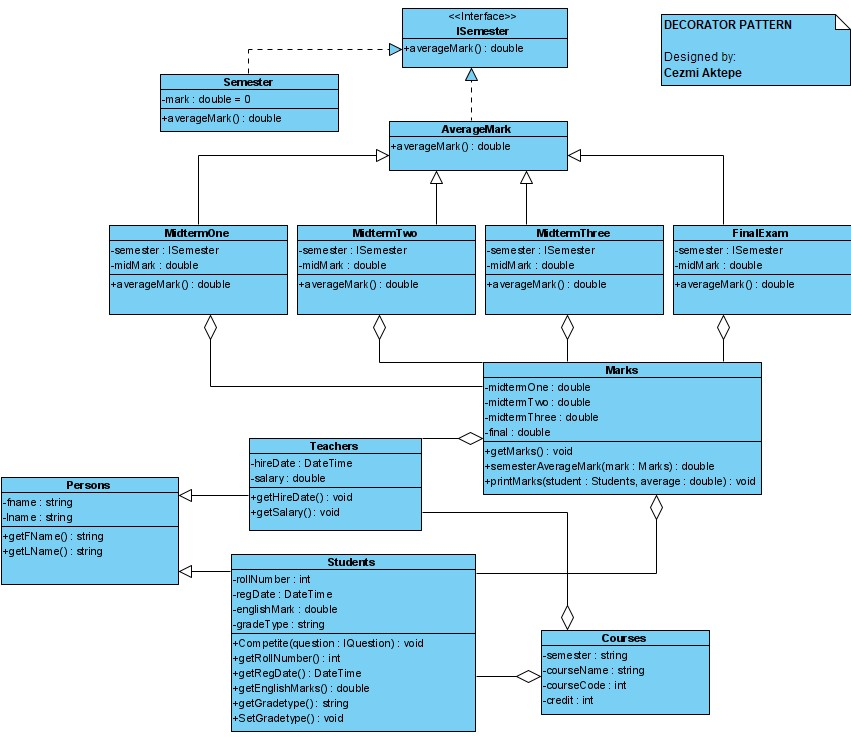 <<Interface>>
ISemester
+averageMark() : double
DECORATOR PATTERN
Designed by:
Cezmi Aktepe
Semester
-mark : double = 0
+averageMark() : double
AverageMark
+averageMark() : double
MidtermOne
-semester : ISemester
-midMark : double
+averageMark() : double
MidtermTwo
-semester : ISemester
-midMark : double
+averageMark() : double
MidtermThree
-semester : ISemester
-midMark : double
+averageMark() : double
FinalExam
-semester : ISemester
-midMark : double
+averageMark() : double
Marks
-midtermOne : double
-midtermTwo : double
-midtermThree : double
-final : double
+getMarks() : void
+semesterAverageMark(mark : Marks) : double
+printMarks(student : Students, average : double) : void
Teachers
-hireDate : DateTime
-salary : double
+getHireDate() : void
+getSalary() : void
Persons
-fname : string
-lname : string
+getFName() : string
+getLName() : string
Students
-rollNumber : int
-regDate : DateTime
-englishMark : double
-gradeType : string
+Competite(question : IQuestion) : void
+getRollNumber() : int
+getRegDate() : DateTime
+getEnglishMarks() : double
+getGradetype() : string
+SetGradetype() : void
Courses
-semester : string
-courseName : string
-courseCode : int
-credit : int